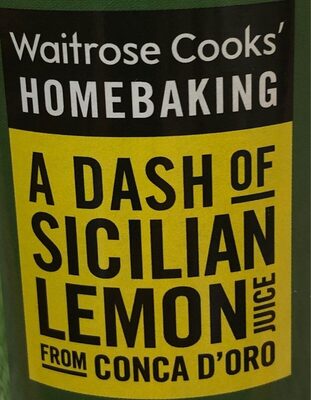 Waitrose Cooks'
HOMEBAKING
A DASH OF
SICILIAN
LEMON JUICE
FROM CONCA D'ORO